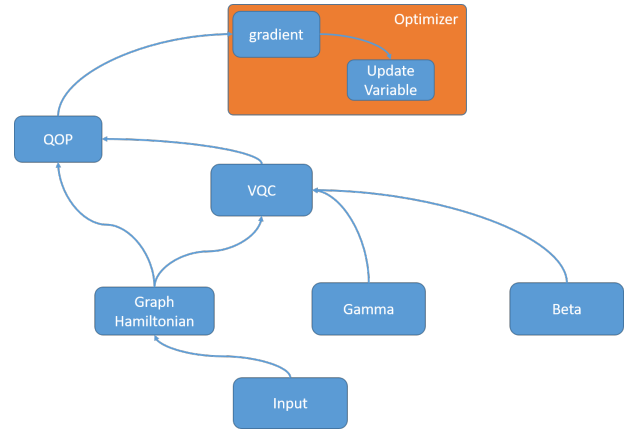 Optimizer
gradient
Update
Variable
QOP
VQC
Graph
Hamiltonian
Gamma
Beta
Input